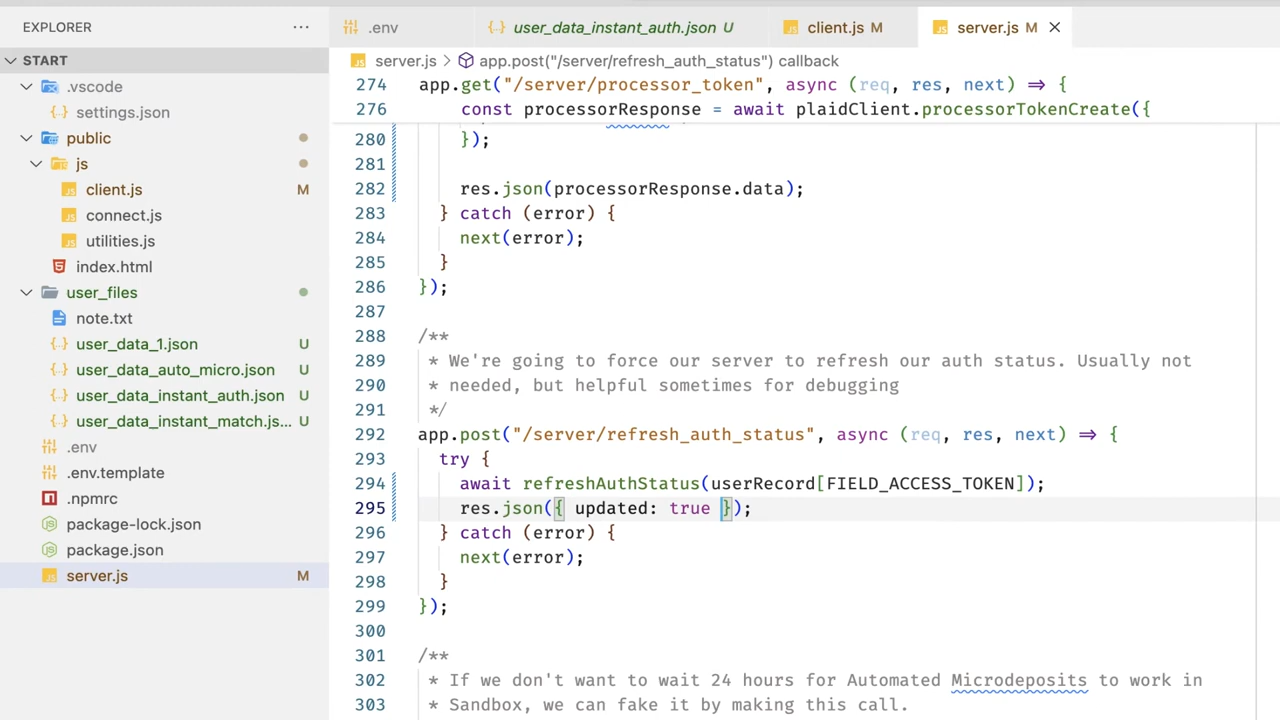 EXPLORER
START
.vscode
settings.json
public
js
client.js M
connect.js
utilities.js
index.html
user_files
note.txt
user_data_1.json U
user_data_auto_micro.json U
user_data_instant_auth.json U
user_data_instant_match.js... U
.env
.env.template
.npmrc
package-lock.json
package.json
server.js M
.env
user_data_instant_auth.json U
client.js M
server.js M
server.js > app.post("/server/refresh_auth_status") callback
274 app.get("/server/processor_token", async (req, res, next) => {
276 const processorResponse = await plaidClient.processorTokenCreate({
280 });
281
282 res.json(processorResponse.data);
283 } catch (error) {
284 next(error);
285 }
286 });
287
288 /**
289 * We're going to force our server to refresh our auth status. Usually not
290 * needed, but helpful sometimes for debugging
291 */
292 app.post("/server/refresh_auth_status", async (req, res, next) => {
293 try {
294 await refreshAuthStatus(userRecord[FIELD_ACCESS_TOKEN]);
295 res.json({ updated: true });
296 } catch (error) {
297 next(error);
298 }
299 });
300
301 /**
302 * If we don't want to wait 24 hours for Automated Microdeposits to work in
303 * Sandbox, we can fake it by making this call.